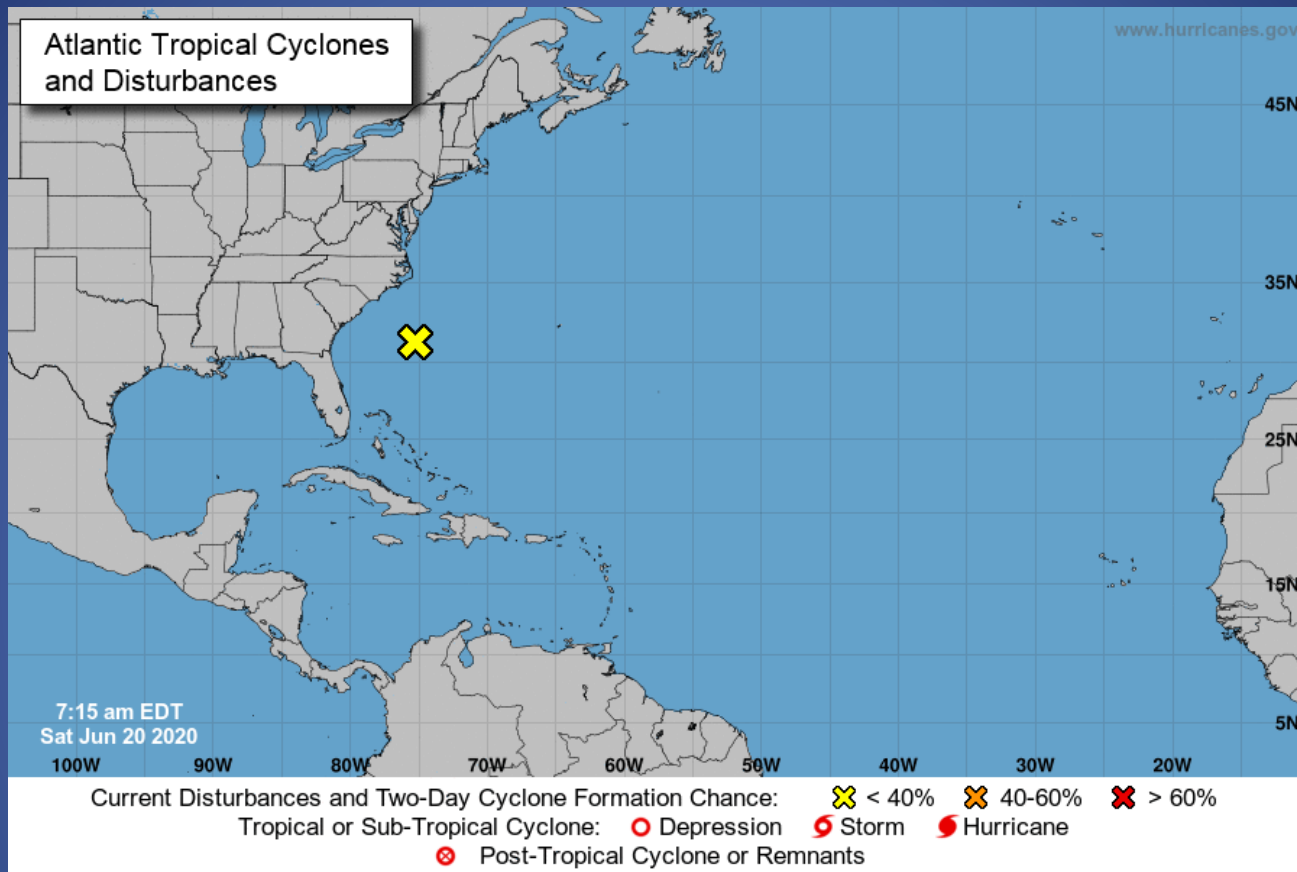 Atlantic Tropical Cyclones
and Disturbances
www.hurricanes.gov
45N
35N
25N
15N
5N
7:15 am EDT
Sat Jun 20 2020
100W 90W 80W 70W 60W 50W 40W 30W 20W
Current Disturbances and Two-Day Cyclone Formation Chance: < 40% 40-60% > 60%
Tropical or Sub-Tropical Cyclone: Depression Storm Hurricane
Post-Tropical Cyclone or Remnants